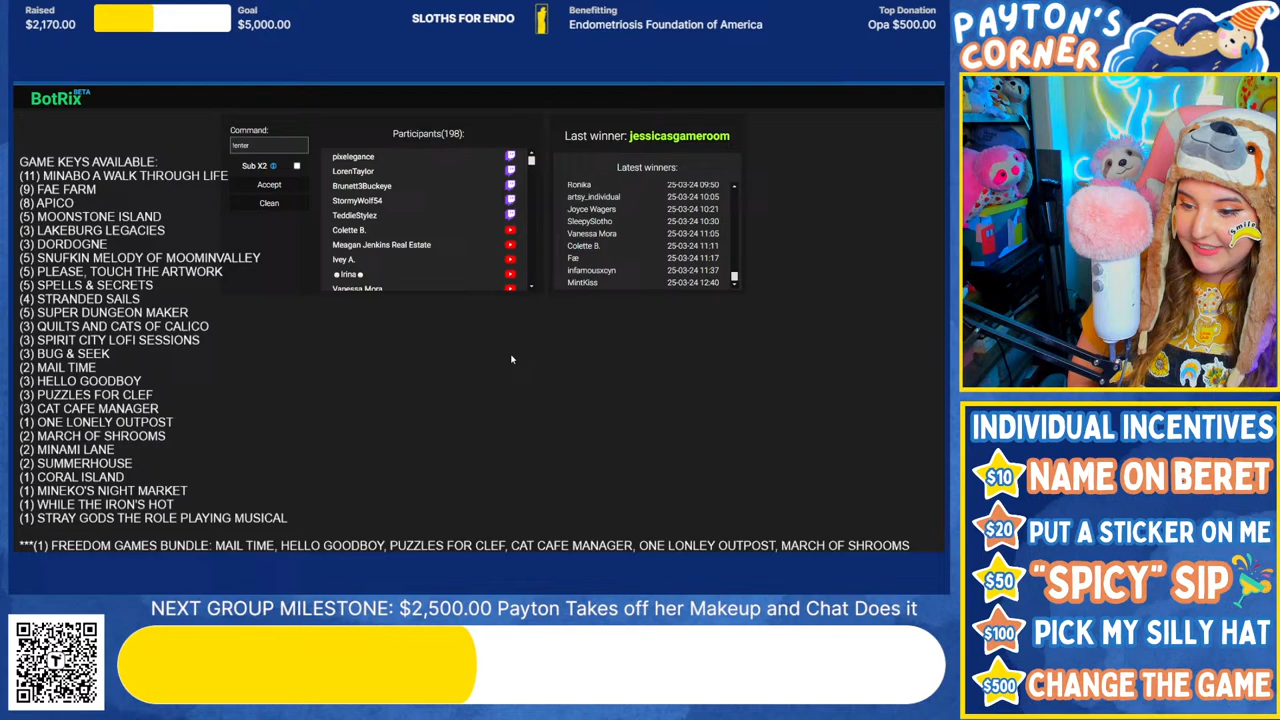 Raised
$2,170.00
Goal
$5,000.00
SLOTHS FOR ENDO
Benefitting
Endometriosis Foundation of America
Top Donation
Opa $500.00
PAYTON'S
CORNER
BotRix BETA
Command:
!enter
Sub X2
Accept
Clean
Participants(198):
pixelegance
LorenTaylor
Brunett3Buckeye
StormyWolf54
TeddieStylez
Colette B.
Meagan Jenkins Real Estate
Ivey A.
Irina
Vanessa Mora
Last winner: jessicasgameroom
Latest winners:
Ronika 25-03-24 09:50
artsy_individual 25-03-24 10:05
Joyce Wagers 25-03-24 10:21
SleepySlotho 25-03-24 10:30
Vanessa Mora 25-03-24 11:05
Colette B. 25-03-24 11:11
Fæ 25-03-24 11:17
infamousxcyn 25-03-24 11:37
MintKiss 25-03-24 12:40
GAME KEYS AVAILABLE:
(11) MINABO A WALK THROUGH LIFE
(9) FAE FARM
(8) APICO
(5) MOONSTONE ISLAND
(3) LAKEBURG LEGACIES
(3) DORDOGNE
(5) SNUFKIN MELODY OF MOOMINVALLEY
(5) PLEASE, TOUCH THE ARTWORK
(5) SPELLS & SECRETS
(4) STRANDED SAILS
(5) SUPER DUNGEON MAKER
(3) QUILTS AND CATS OF CALICO
(3) SPIRIT CITY LOFI SESSIONS
(3) BUG & SEEK
(2) MAIL TIME
(3) HELLO GOODBOY
(3) PUZZLES FOR CLEF
(3) CAT CAFE MANAGER
(1) ONE LONELY OUTPOST
(2) MARCH OF SHROOMS
(2) MINAMI LANE
(2) SUMMERHOUSE
(1) CORAL ISLAND
(1) MINEKO'S NIGHT MARKET
(1) WHILE THE IRON'S HOT
(1) STRAY GODS THE ROLE PLAYING MUSICAL
***(1) FREEDOM GAMES BUNDLE: MAIL TIME, HELLO GOODBOY, PUZZLES FOR CLEF, CAT CAFE MANAGER, ONE LONLEY OUTPOST, MARCH OF SHROOMS
Smile
INDIVIDUAL INCENTIVES
$10 NAME ON BERET
$20 PUT A STICKER ON ME
$50 "SPICY" SIP
$100 PICK MY SILLY HAT
$500 CHANGE THE GAME
NEXT GROUP MILESTONE: $2,500.00 Payton Takes off her Makeup and Chat Does it